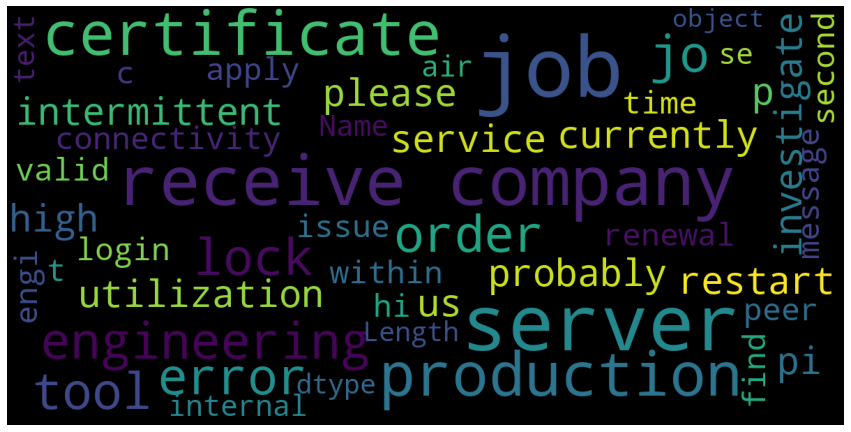 text
certificate
job
object
jo
se
investigate
second
c
apply
air
please
p
intermittent
time
connectivity
Name
service
currently
message
valid
receive company
high
issue
order
renewal
login
lock
within
probably
restart
engi
t
utilization
hi
us
server
peer
engineering
Length
find
pi
tool
error
dtype
production
internal